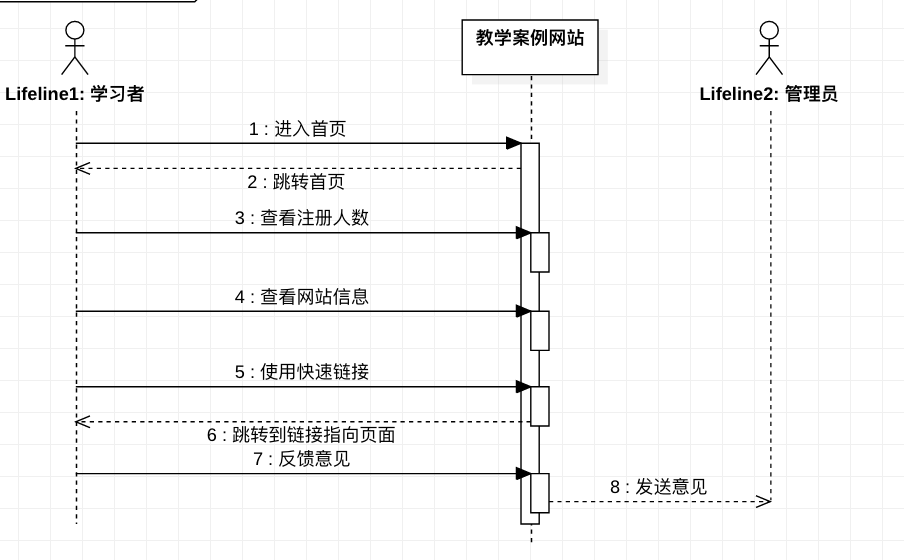 教学案例网站
Lifeline1: 学习者
Lifeline2: 管理员
1 : 进入首页
2 : 跳转首页
3 : 查看注册人数
4 : 查看网站信息
5 : 使用快速链接
6 : 跳转到链接指向页面
7 : 反馈意见
8 : 发送意见